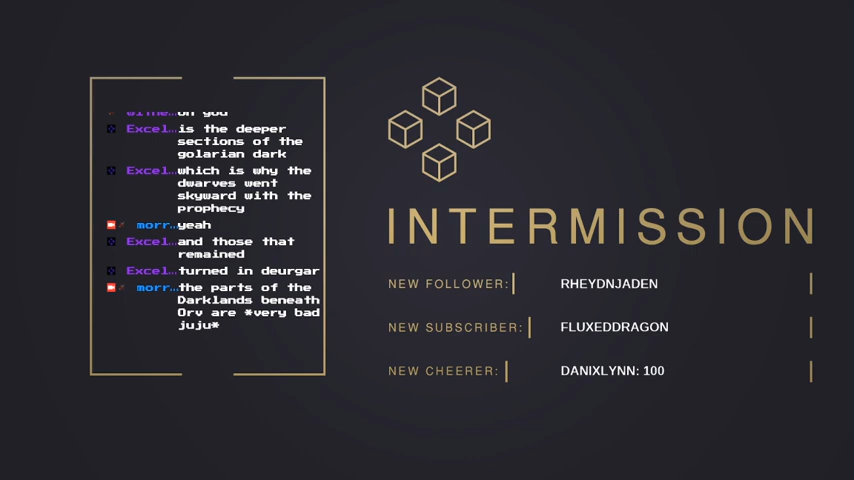 on you
Excel… is the deeper
sections of the
golarian dark
Excel… which is why the
dwarves went
skyward with the
prophecy
morr… yeah
Excel… and those that
remained
Excel… turned in deurgar
morr… the parts of the
Darklands beneath
Orv are *very bad
juju*
INTERMISSION
NEW FOLLOWER: RHEYDNJADEN
NEW SUBSCRIBER: FLUXEDDRAGON
NEW CHEERER: DANIXLYNN: 100